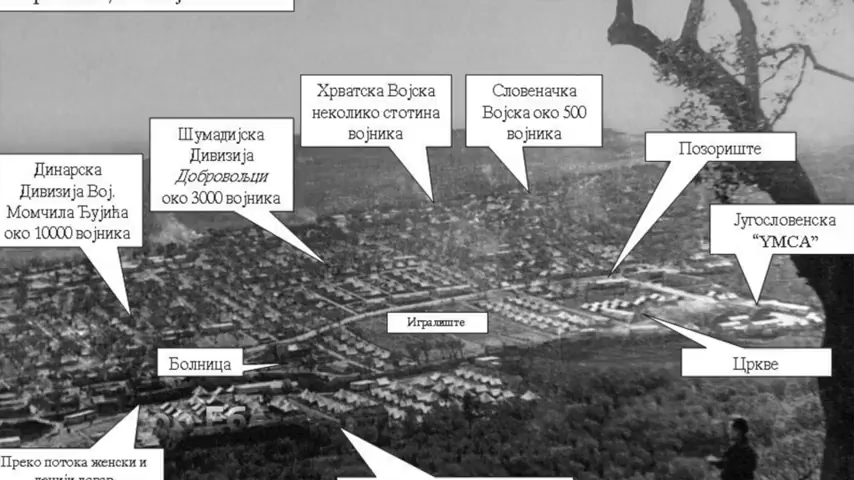 Хрватска Војска
неколико стотина
војника
Словеначка
Војска око 500
војника
Шумадијска
Дивизија
Добровољци
око 3000 војника
Позориште
Динарска
Дивизија Вој.
Момчила Ђујића
око 10000 војника
Југословенска
“YMCA”
Игралиште
Болница
Цркве
Преко потока женски и